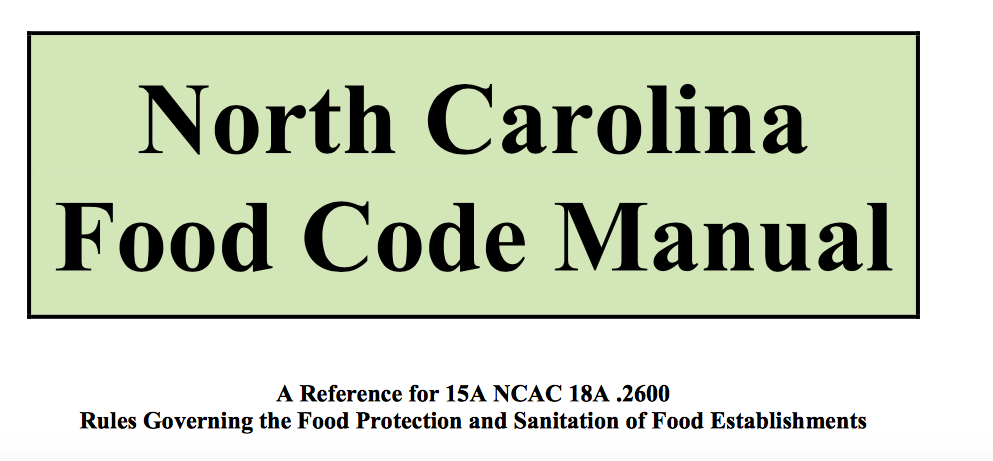 North Carolina
Food Code Manual
A Reference for 15A NCAC 18A .2600
Rules Governing the Food Protection and Sanitation of Food Establishments